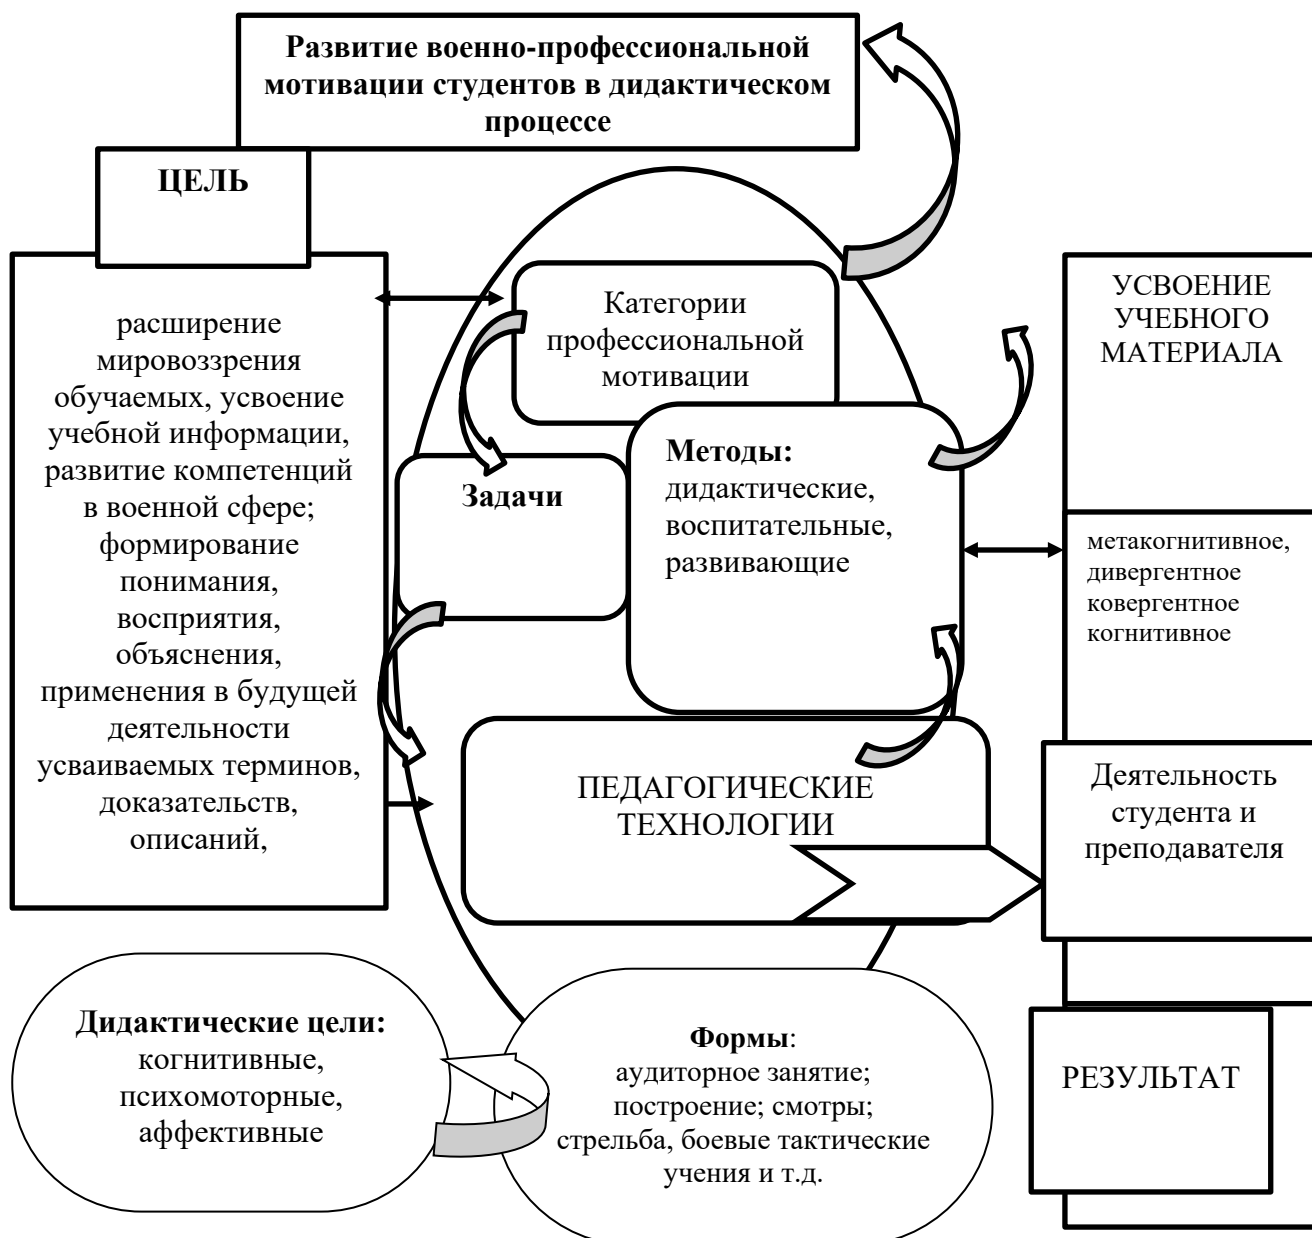 Развитие военно-профессиональной
мотивации студентов в дидактическом
процессе
ЦЕЛЬ
расширение
мировоззрения
обучаемых, усвоение
учебной информации,
развитие компетенций
в военной сфере;
формирование
понимания,
восприятия,
объяснения,
применения в будущей
деятельности
усваиваемых терминов,
доказательств,
описаний,
Категории
профессиональной
мотивации
Задачи
Методы:
дидактические,
воспитательные,
развивающие
УСВОЕНИЕ
УЧЕБНОГО
МАТЕРИАЛА
метакогнитивное,
дивергентное
ковергентное
когнитивное
ПЕДАГОГИЧЕСКИЕ
ТЕХНОЛОГИИ
Деятельность
студента и
преподавателя
Дидактические цели:
когнитивные,
психомоторные,
аффективные
Формы:
аудиторное занятие;
построение; смотры;
стрельба, боевые тактические
учения и т.д.
РЕЗУЛЬТАТ